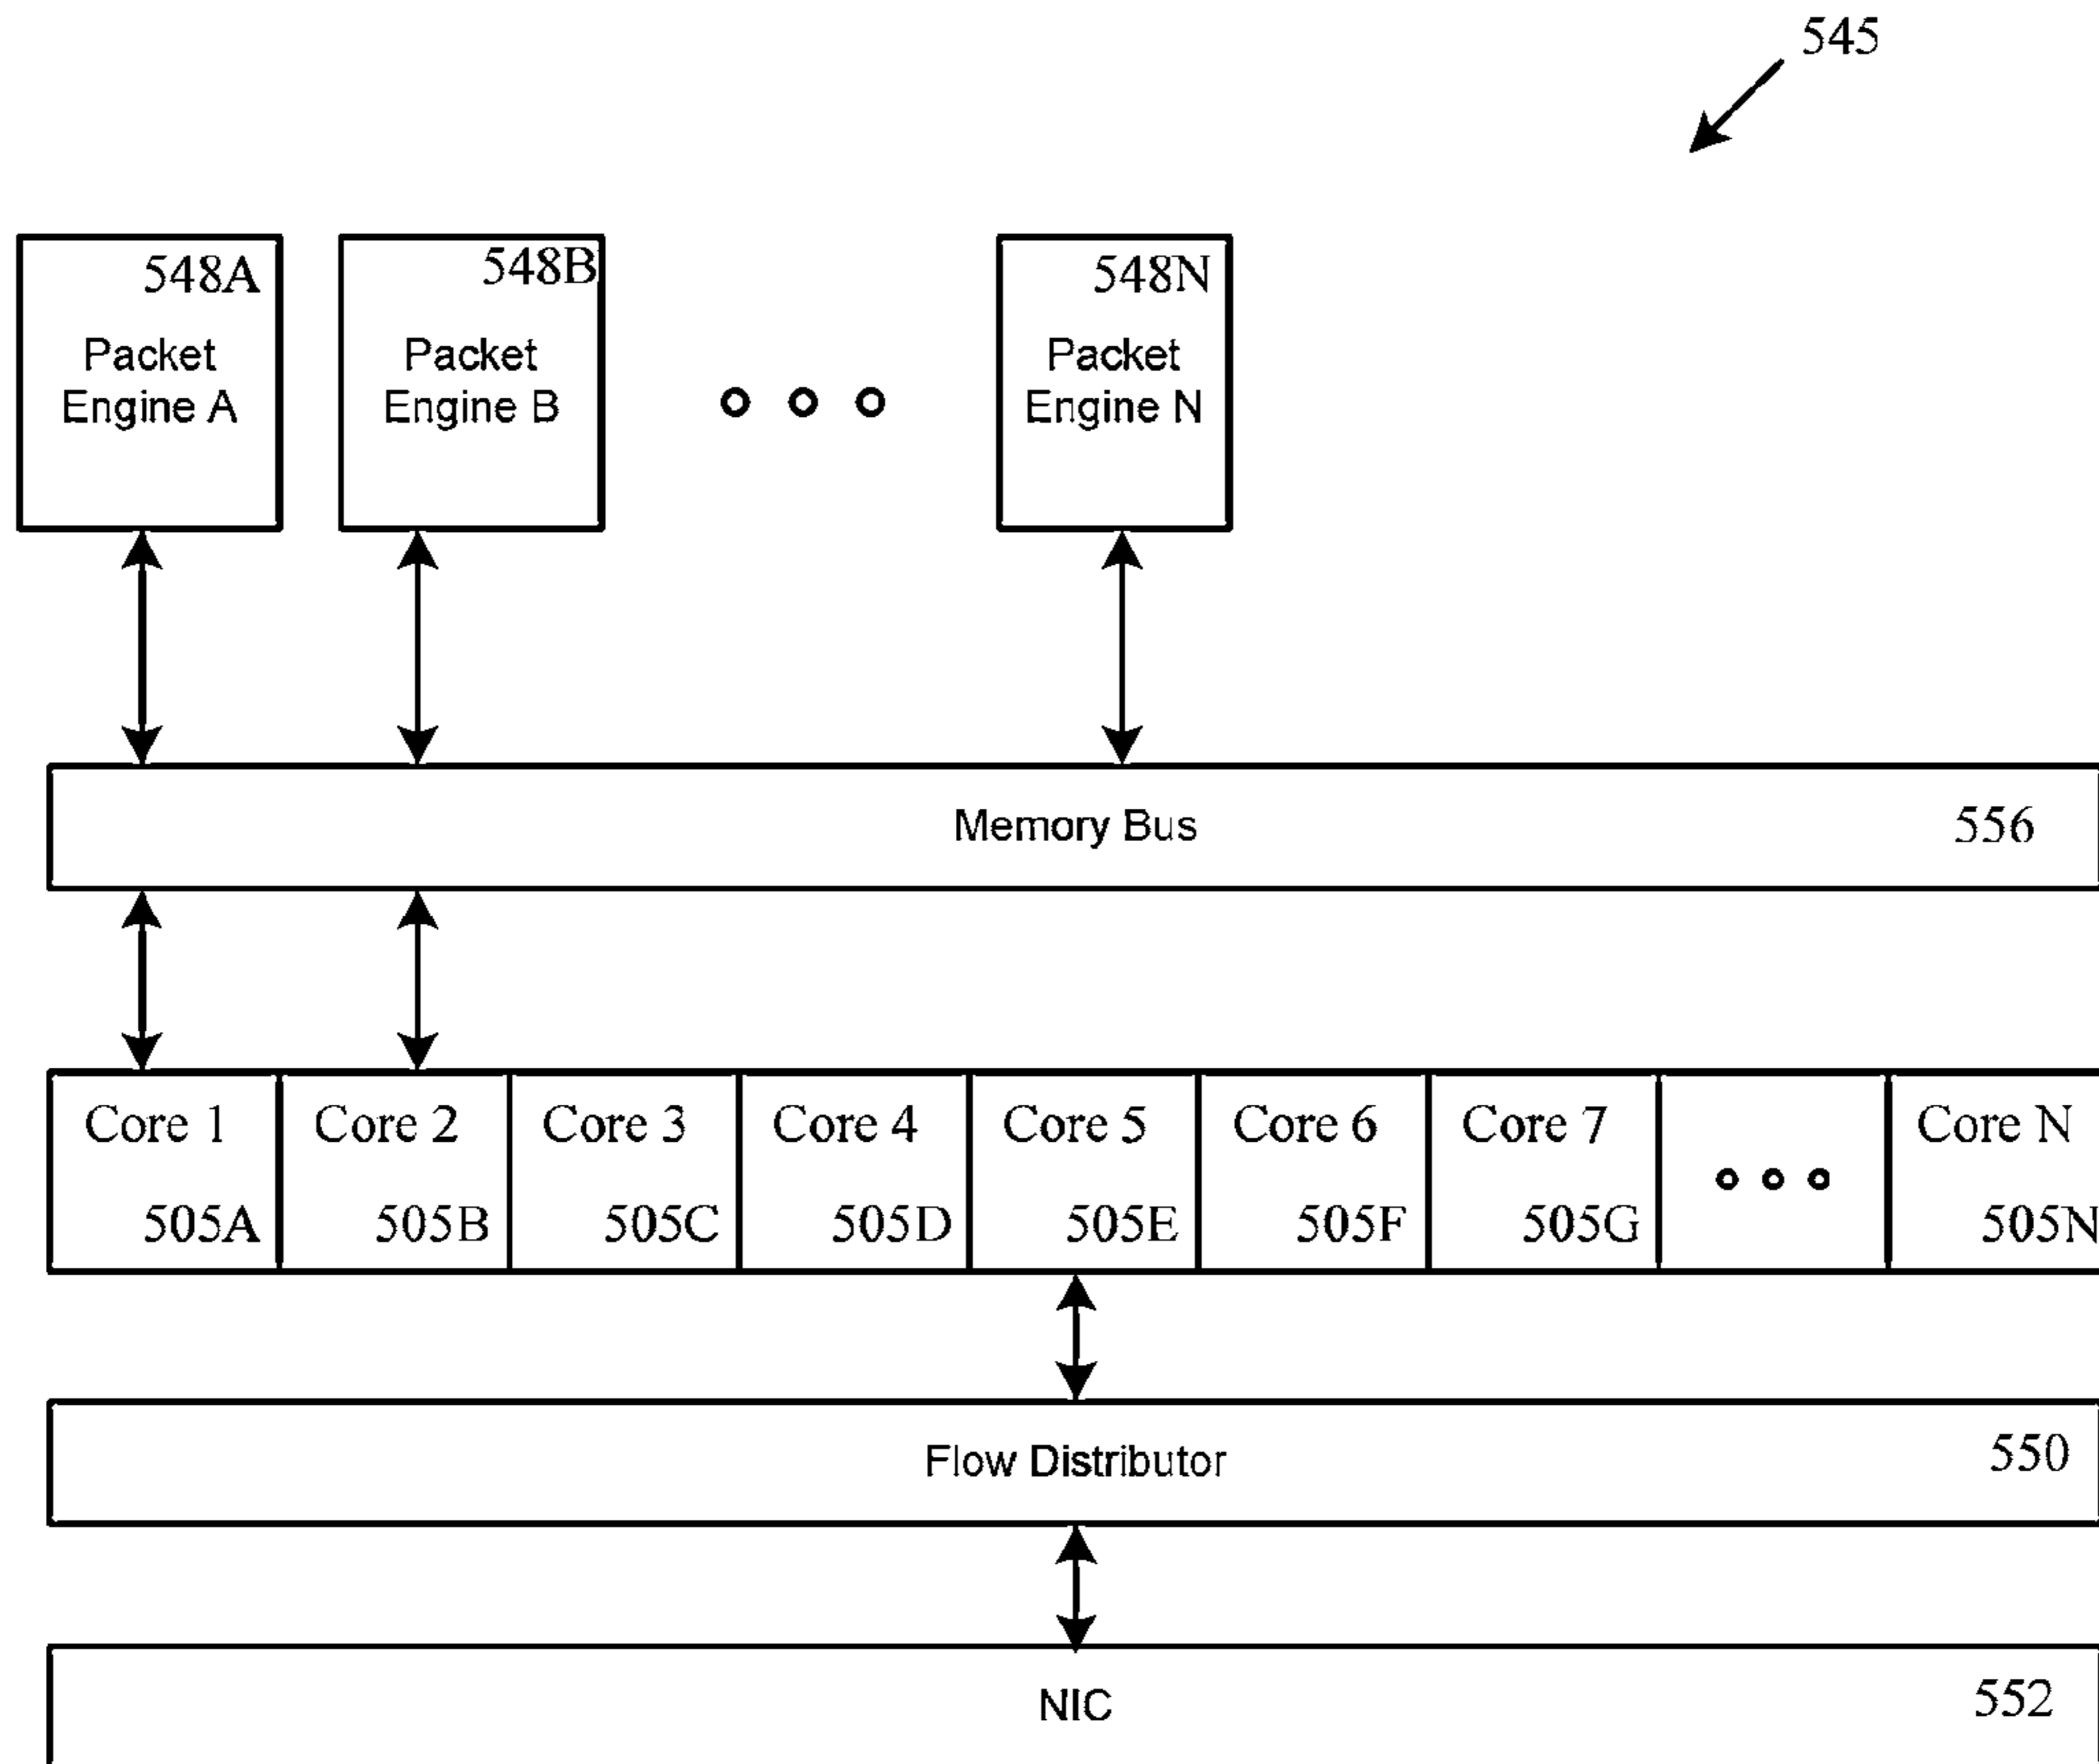 545
548A
Packet
Engine A
548B
Packet
Engine B
548N
Packet
Engine N
Memory Bus
556
Core 1
505A
Core 2
505B
Core 3
505C
Core 4
505D
Core 5
505E
Core 6
505F
Core 7
505G
Core N
505N
Flow Distributor
550
NIC
552